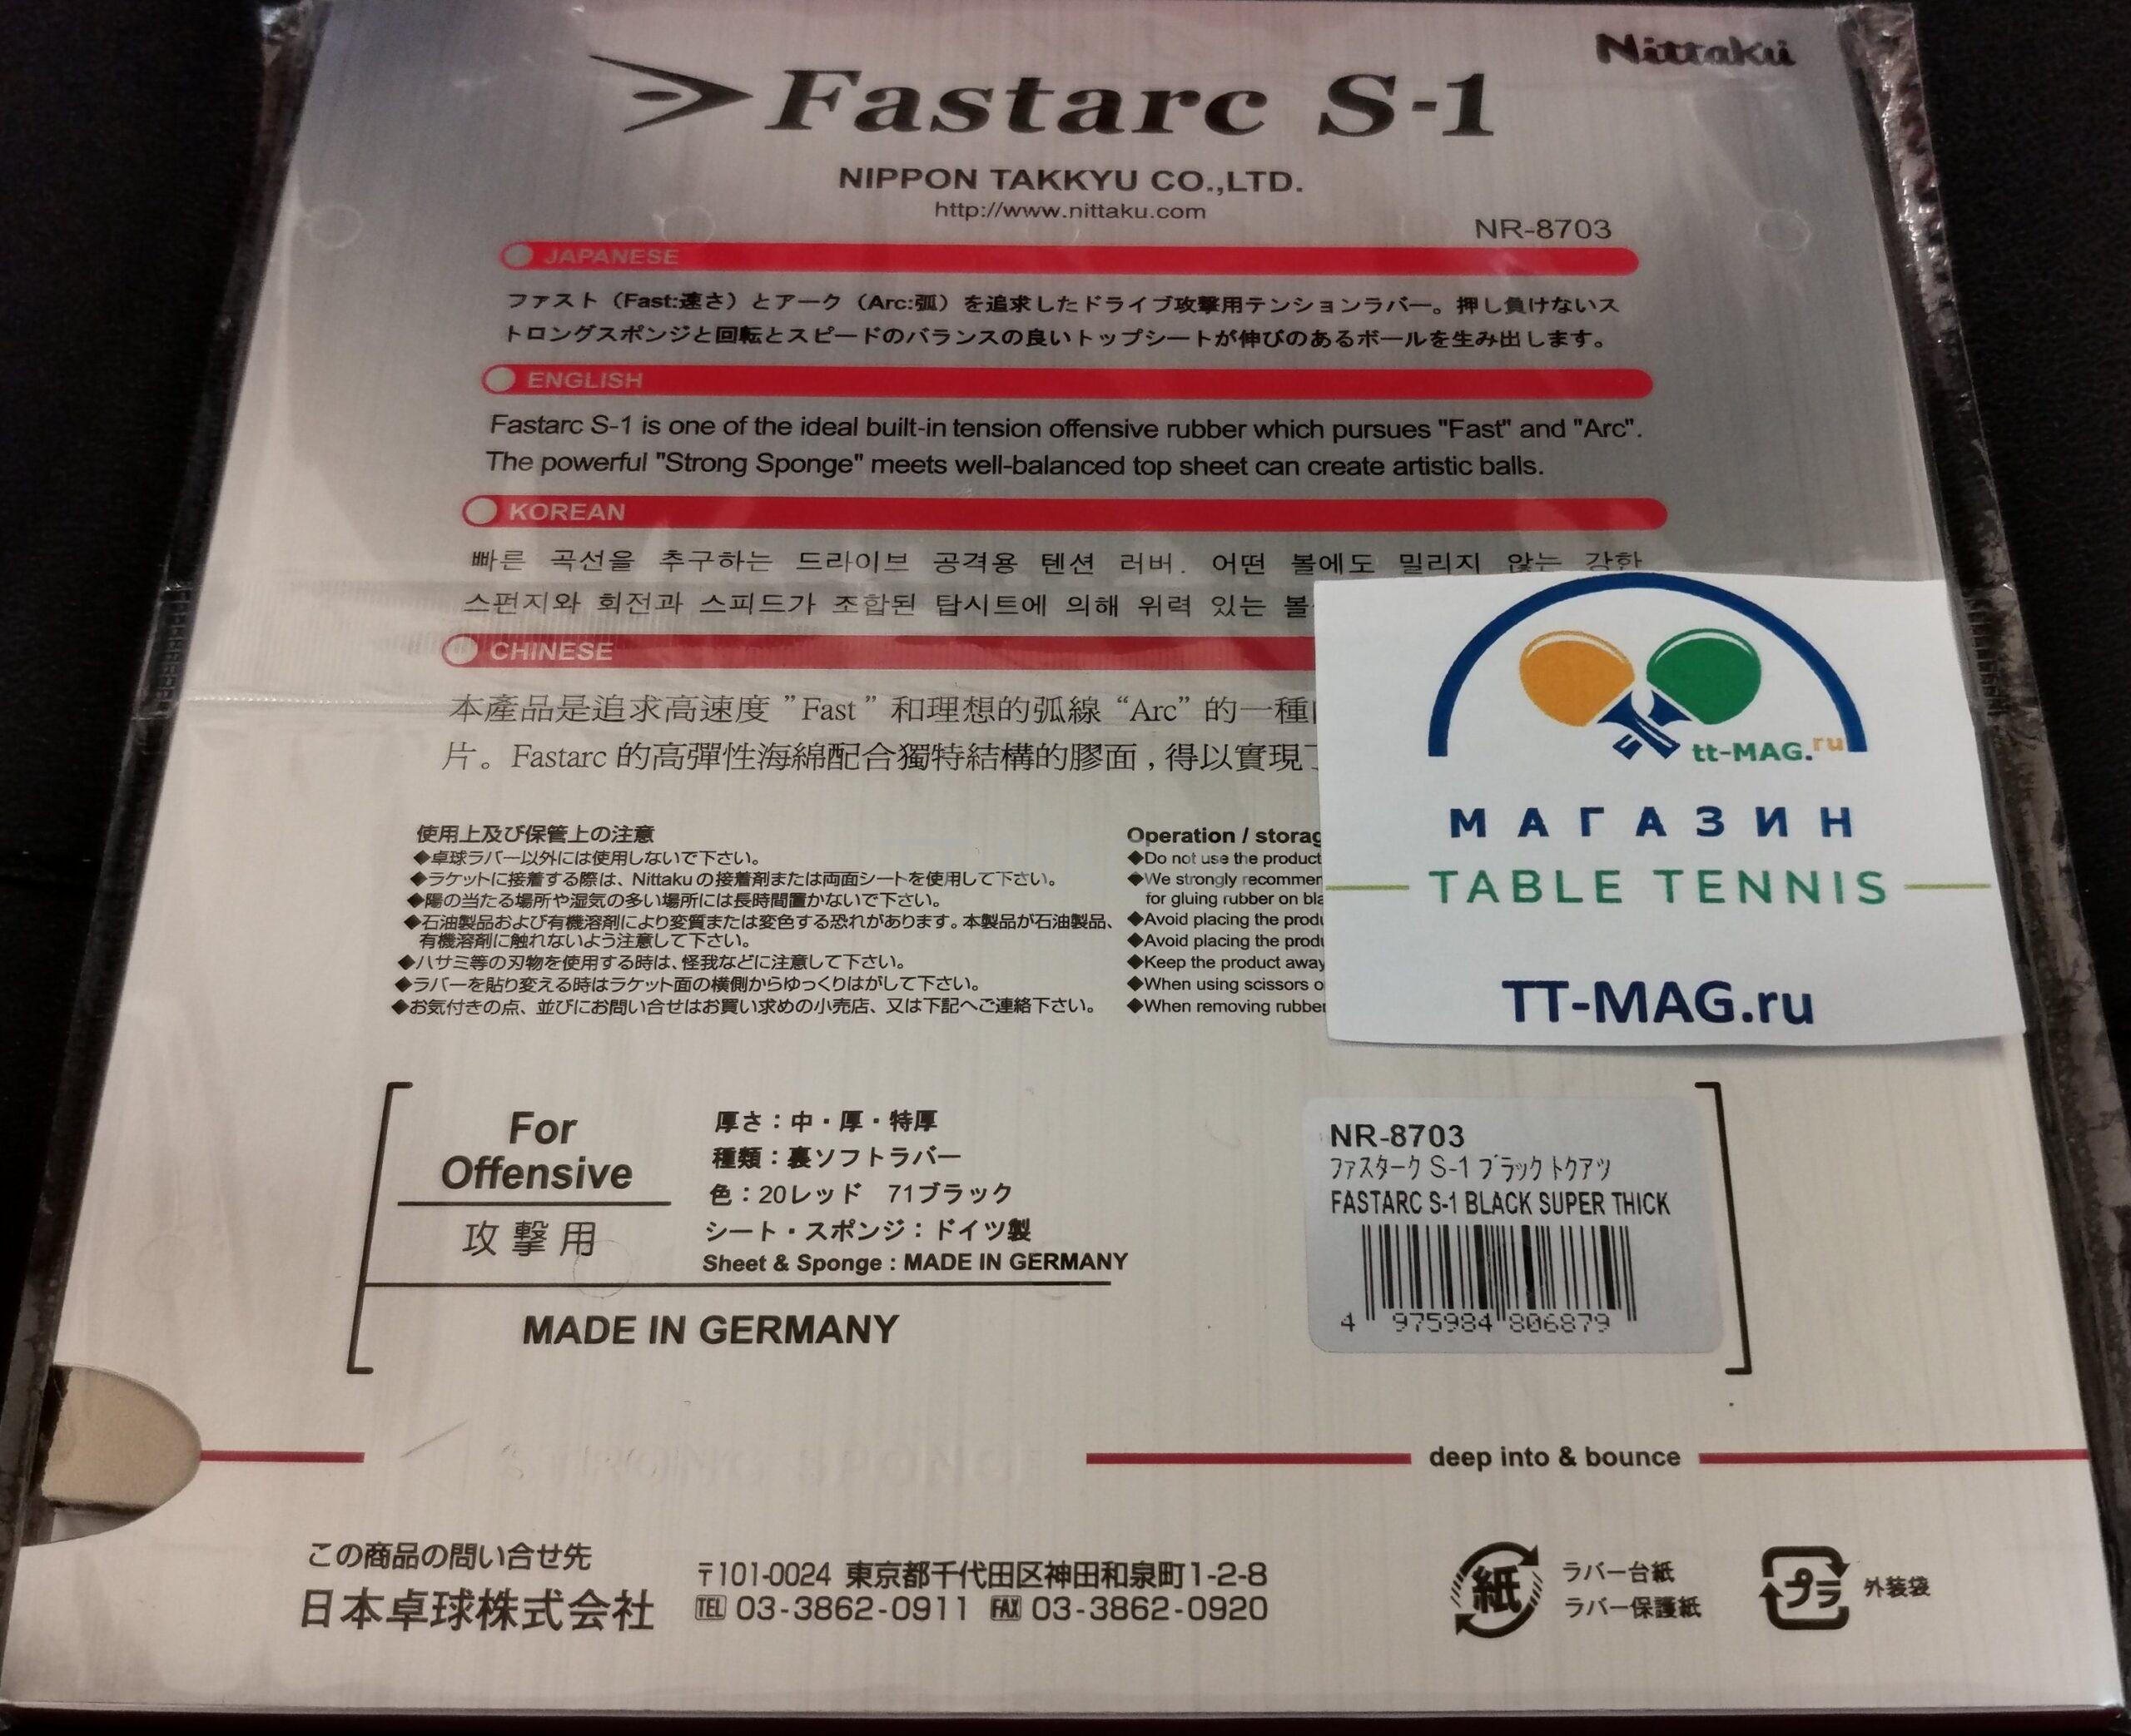 Nittaku
Fastarc S-1
NIPPON TAKKYU CO.,LTD.
http://www.nittaku.com
NR-8703
JAPANESE
ファスト（Fast:速さ）とアーク（Arc:弧）を追求したドライブ攻撃用テンションラバー。押し負けないス
トロングスポンジと回転とスピードのバランスの良いトップシートが伸びのあるボールを生み出します。
ENGLISH
Fastarc S-1 is one of the ideal built-in tension offensive rubber which pursues "Fast" and "Arc".
The powerful "Strong Sponge" meets well-balanced top sheet can create artistic balls.
KOREAN
빠른 곡선을 추구하는 드라이브 공격용 텐션 러버. 어떤 볼에도 밀리지 않는 강한
스펀지와 회전과 스피드가 조합된 탑시트에 의해 위력 있는 볼
CHINESE
本產品是追求高速度 ”Fast” 和理想的弧線 “Arc” 的一種
片。Fastarc 的高彈性海綿配合獨特結構的膠面，得以實現
使用上及び保管上の注意
◆卓球ラバー以外には使用しないで下さい。
◆ラケットに接着する際は、Nittakuの接着剤または両面シートを使用して下さい。
◆陽の当たる場所や湿気の多い場所には長時間置かないで下さい。
◆石油製品および有機溶剤により変質または変色する恐れがあります。本製品が石油製品、
有機溶剤に触れないよう注意して下さい。
◆ハサミ等の刃物を使用する時は、怪我などに注意して下さい。
◆ラバーを貼り変える時はラケット面の横側からゆっくりはがして下さい。
◆お気付きの点、並びにお問い合せはお買い求めの小売店、又は下記へご連絡下さい。
Operation / storag
◆Do not use the product
◆We strongly recommen
for gluing rubber on bla
◆Avoid placing the produ
◆Avoid placing the produ
◆Keep the product away
◆When using scissors o
◆When removing rubber
tt-MAG.ru
МАГАЗИН
TABLE TENNIS
TT-MAG.ru
For
Offensive
攻撃用
厚さ：中・厚・特厚
種類：裏ソフトラバー
色：20レッド　71ブラック
シート・スポンジ：ドイツ製
Sheet & Sponge : MADE IN GERMANY
MADE IN GERMANY
NR-8703
ファスターク S-1 ブラック トクアツ
FASTARC S-1 BLACK SUPER THICK
4 975984 806879
deep into & bounce
この商品の問い合せ先
日本卓球株式会社
〒101-0024 東京都千代田区神田和泉町1-2-8
TEL 03-3862-0911 FAX 03-3862-0920
紙
ラバー台紙
ラバー保護紙
プラ
外装袋